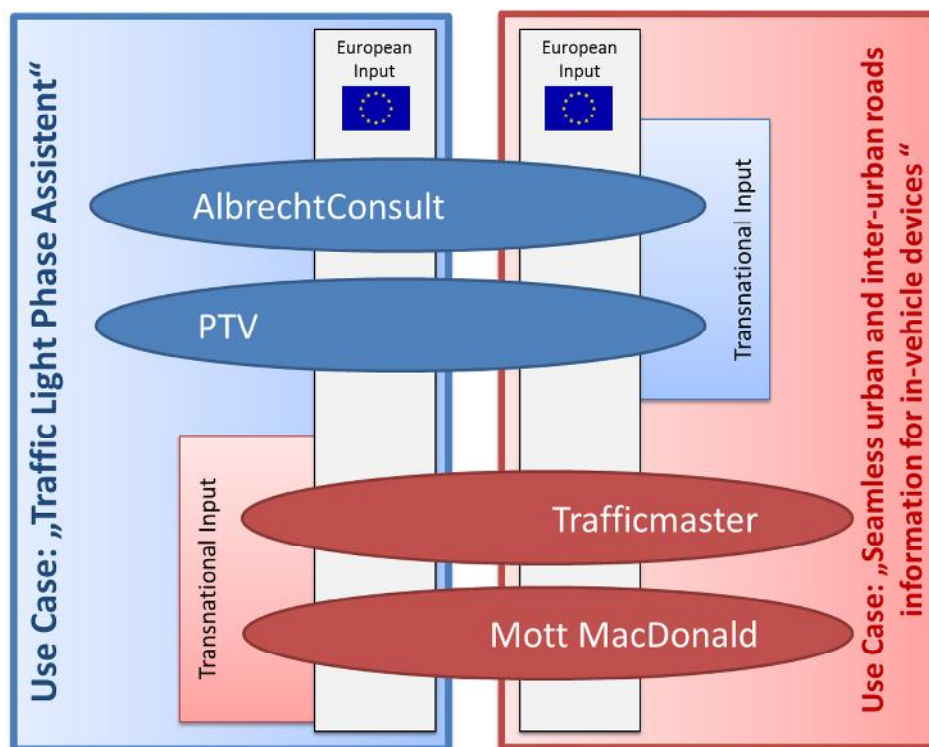 Use Case: „Traffic Light Phase Assistent“
European
Input
European
Input
AlbrechtConsult
PTV
Transnational Input
Transnational Input
Trafficmaster
Mott MacDonald
Use Case: „Seamless urban and inter-urban roads
information for in-vehicle devices “